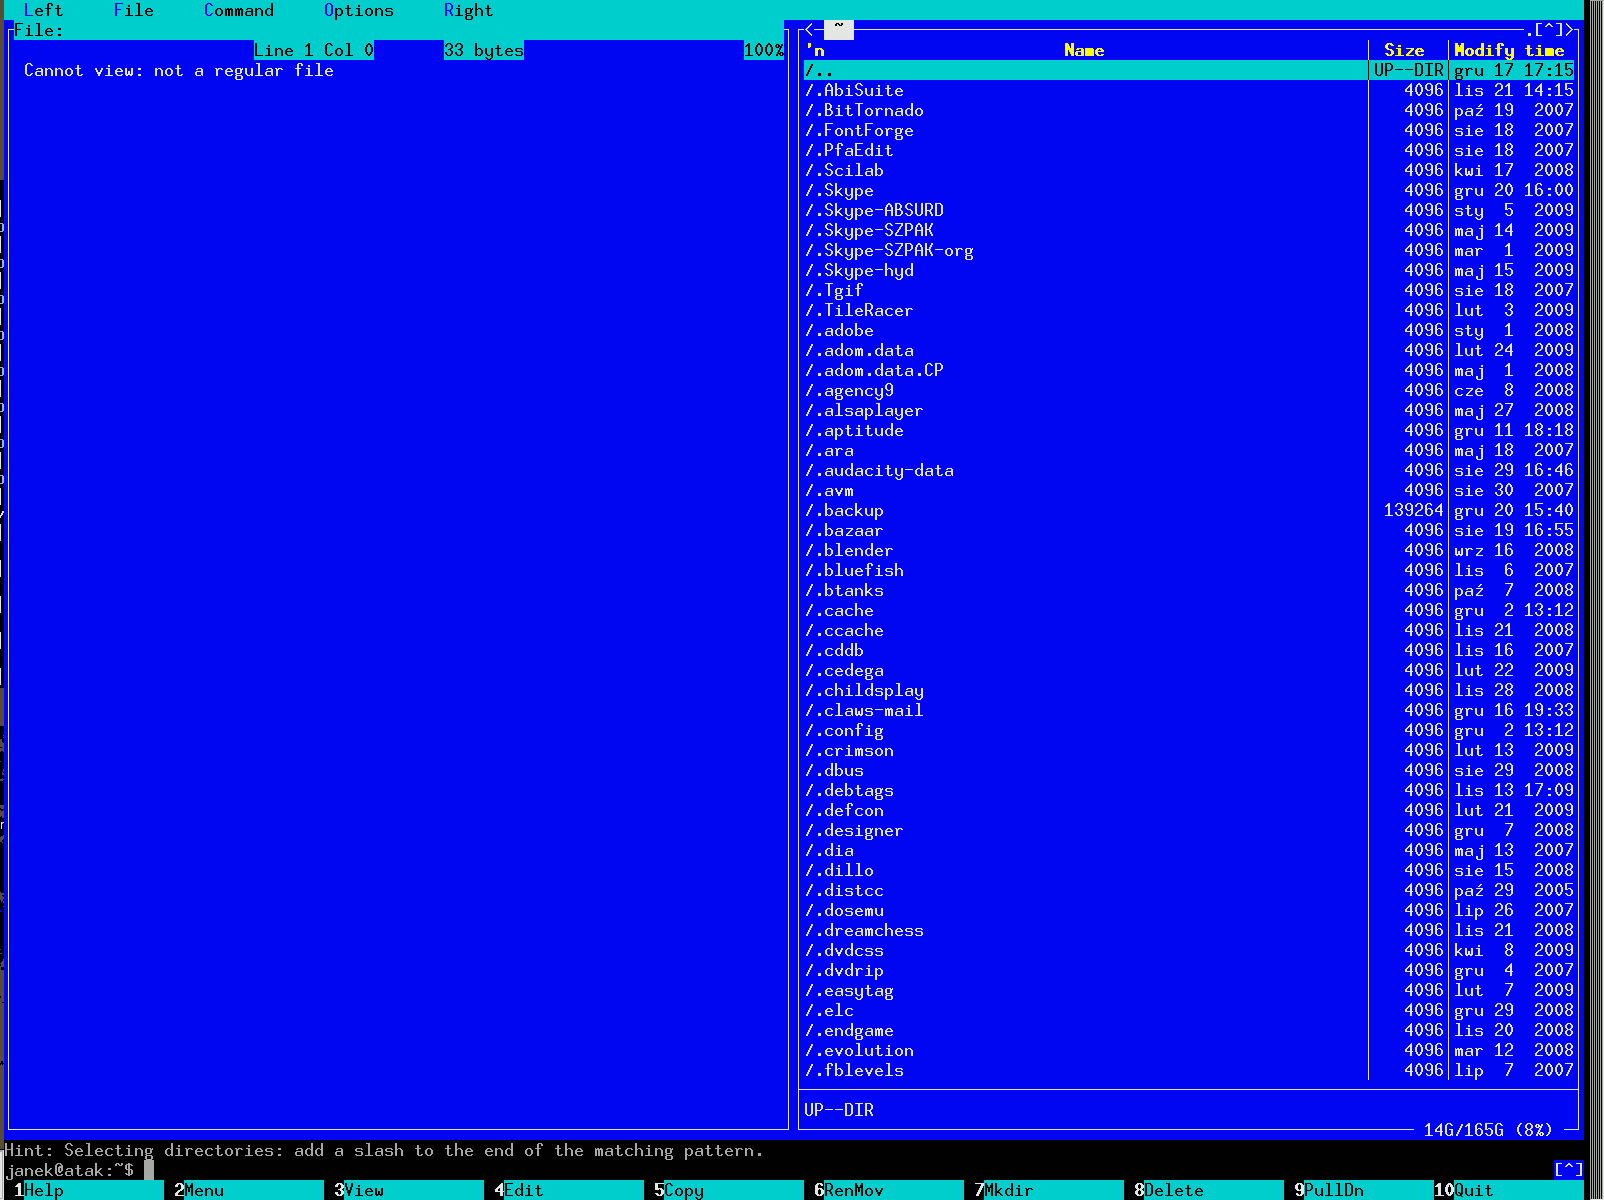 Left File Command Options Right
File:
Line 1 Col 0 33 bytes 100%
Cannot view: not a regular file
<─ ~ ─.[^]>
'n Name Size Modify time
/.. UP--DIR gru 17 17:15
/.AbiSuite 4096 lis 21 14:15
/.BitTornado 4096 paź 19 2007
/.FontForge 4096 sie 18 2007
/.PfaEdit 4096 sie 18 2007
/.Scilab 4096 kwi 17 2008
/.Skype 4096 gru 20 16:00
/.Skype-ABSURD 4096 sty 5 2009
/.Skype-SZPAK 4096 maj 14 2009
/.Skype-SZPAK-org 4096 mar 1 2009
/.Skype-hyd 4096 maj 15 2009
/.Tgif 4096 sie 18 2007
/.TileRacer 4096 lut 3 2009
/.adobe 4096 sty 1 2008
/.adom.data 4096 lut 24 2009
/.adom.data.CP 4096 maj 1 2008
/.agency9 4096 cze 8 2008
/.alsaplayer 4096 maj 27 2008
/.aptitude 4096 gru 11 18:18
/.ara 4096 maj 18 2007
/.audacity-data 4096 sie 29 16:46
/.avm 4096 sie 30 2007
/.backup 139264 gru 20 15:40
/.bazaar 4096 sie 19 16:55
/.blender 4096 wrz 16 2008
/.bluefish 4096 lis 6 2007
/.btanks 4096 paź 7 2008
/.cache 4096 gru 2 13:12
/.ccache 4096 lis 21 2008
/.cddb 4096 lis 16 2007
/.cedega 4096 lut 22 2009
/.childsplay 4096 lis 28 2008
/.claws-mail 4096 gru 16 19:33
/.config 4096 gru 2 13:12
/.crimson 4096 lut 13 2009
/.dbus 4096 sie 29 2008
/.debtags 4096 lis 13 17:09
/.defcon 4096 lut 21 2009
/.designer 4096 gru 7 2008
/.dia 4096 maj 13 2007
/.dillo 4096 sie 15 2008
/.distcc 4096 paź 29 2005
/.dosemu 4096 lip 26 2007
/.dreamchess 4096 lis 21 2008
/.dvdcss 4096 kwi 8 2009
/.dvdrip 4096 gru 4 2007
/.easytag 4096 lut 7 2009
/.elc 4096 gru 29 2008
/.endgame 4096 lis 20 2008
/.evolution 4096 mar 12 2008
/.fblevels 4096 lip 7 2007
UP--DIR
14G/165G (8%)
Hint: Selecting directories: add a slash to the end of the matching pattern.
janek@atak:~$ [^]
1Help 2Menu 3View 4Edit 5Copy 6RenMov 7Mkdir 8Delete 9PullDn 10Quit